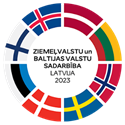 ZIEMEĻVALSTU un
BALTIJAS VALSTU
SADARBĪBA
LATVIJA
2023